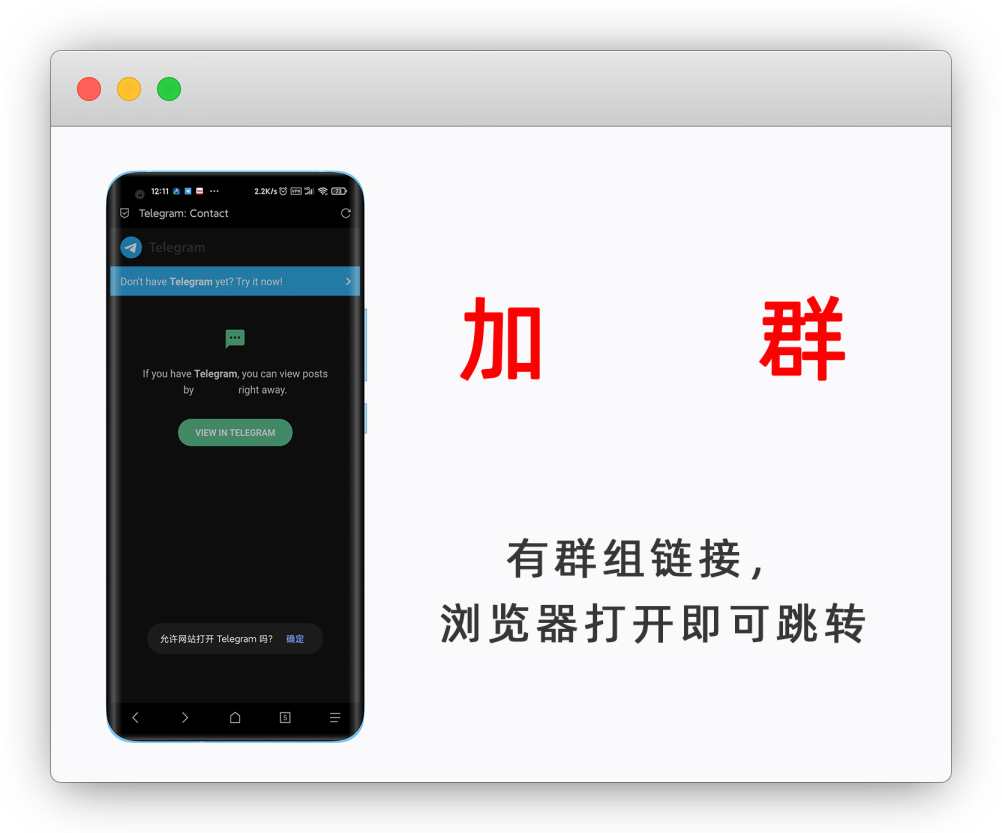 12:11
2.2K/s
VPN
73
Telegram: Contact
Telegram
Don't have Telegram yet? Try it now!
If you have Telegram, you can view posts
by right away.
VIEW IN TELEGRAM
加 群
有群组链接，
浏览器打开即可跳转
允许网站打开 Telegram 吗？ 确定
5